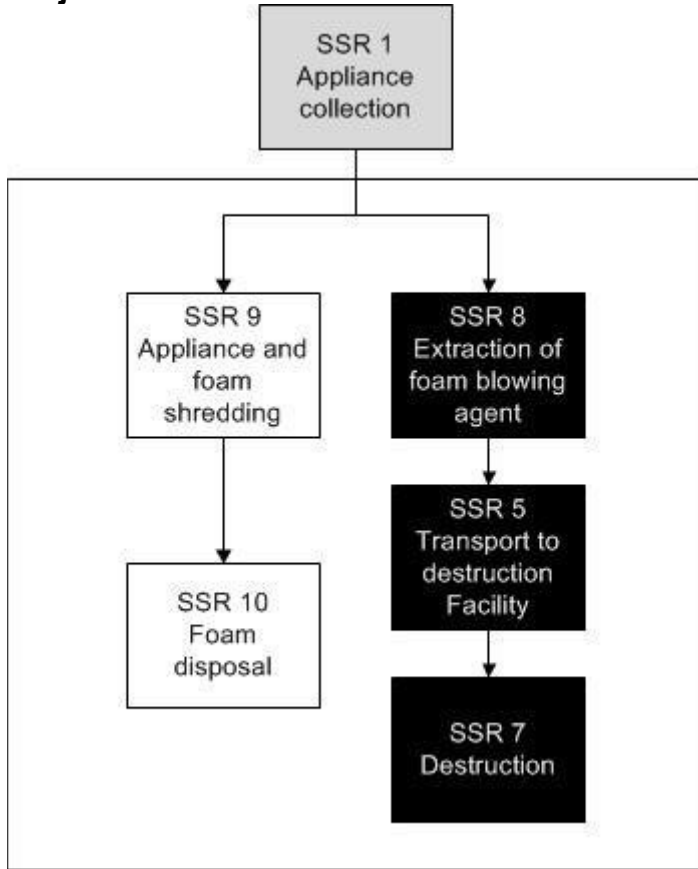 SSR 1
Appliance
collection
SSR 9
Appliance and
foam
shredding
SSR 8
Extraction of
foam blowing
agent
SSR 5
Transport to
destruction
Facility
SSR 10
Foam
disposal
SSR 7
Destruction